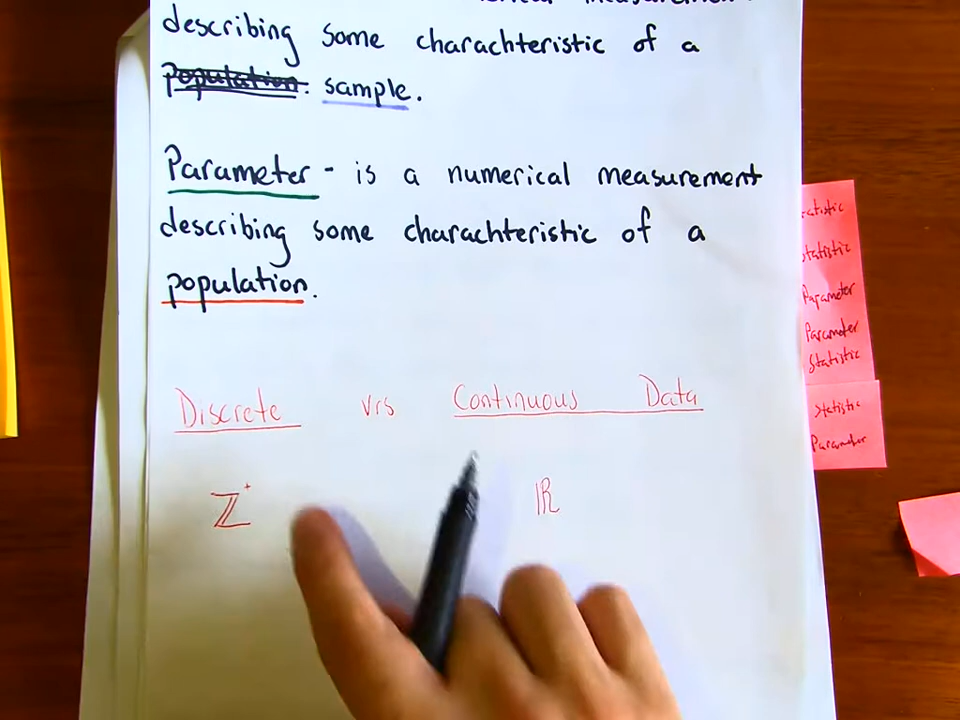 describing some charachteristic of a
population. sample.
Parameter - is a numerical measurement
describing some charachteristic of a
population.
Discrete vrs Continuous Data
ℤ⁺ ℝ
Statistic
Parameter
Parameter
Statistic
Statistic
Parameter